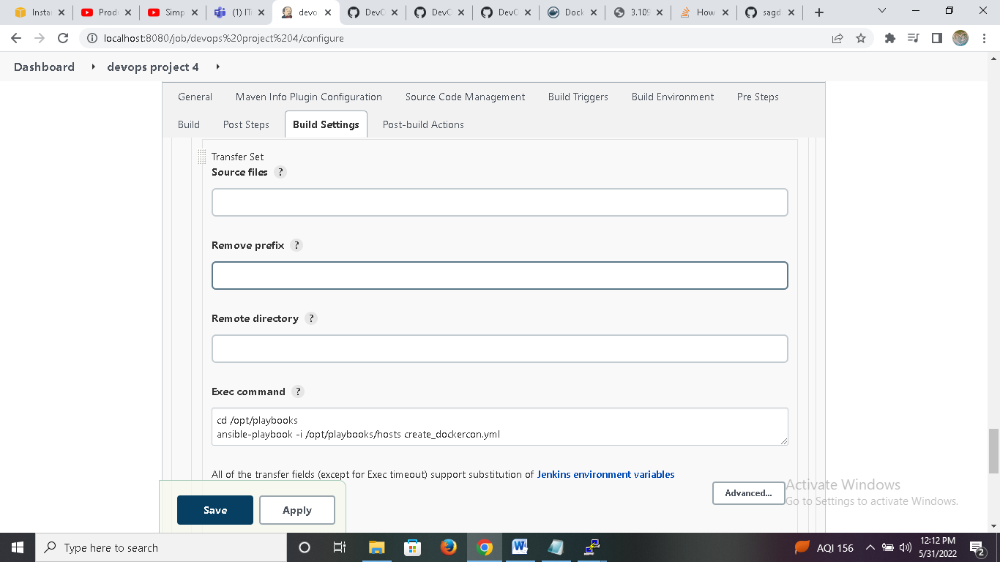 Insta
Prod
Simp
(1) ITi
devo
DevO
DevO
DevO
Dock
3.109
How
sagd
localhost:8080/job/devops%20project%204/configure
Dashboard
devops project 4
General Maven Info Plugin Configuration Source Code Management Build Triggers Build Environment Pre Steps
Build Post Steps Build Settings Post-build Actions
Transfer Set
Source files ?
Remove prefix ?
Remote directory ?
Exec command ?
cd /opt/playbooks
ansible-playbook -i /opt/playbooks/hosts create_dockercon.yml
All of the transfer fields (except for Exec timeout) support substitution of Jenkins environment variables
Advanced...
Activate Windows
Go to Settings to activate Windows.
Save Apply
Type here to search
AQI 156
12:12 PM
5/31/2022
2